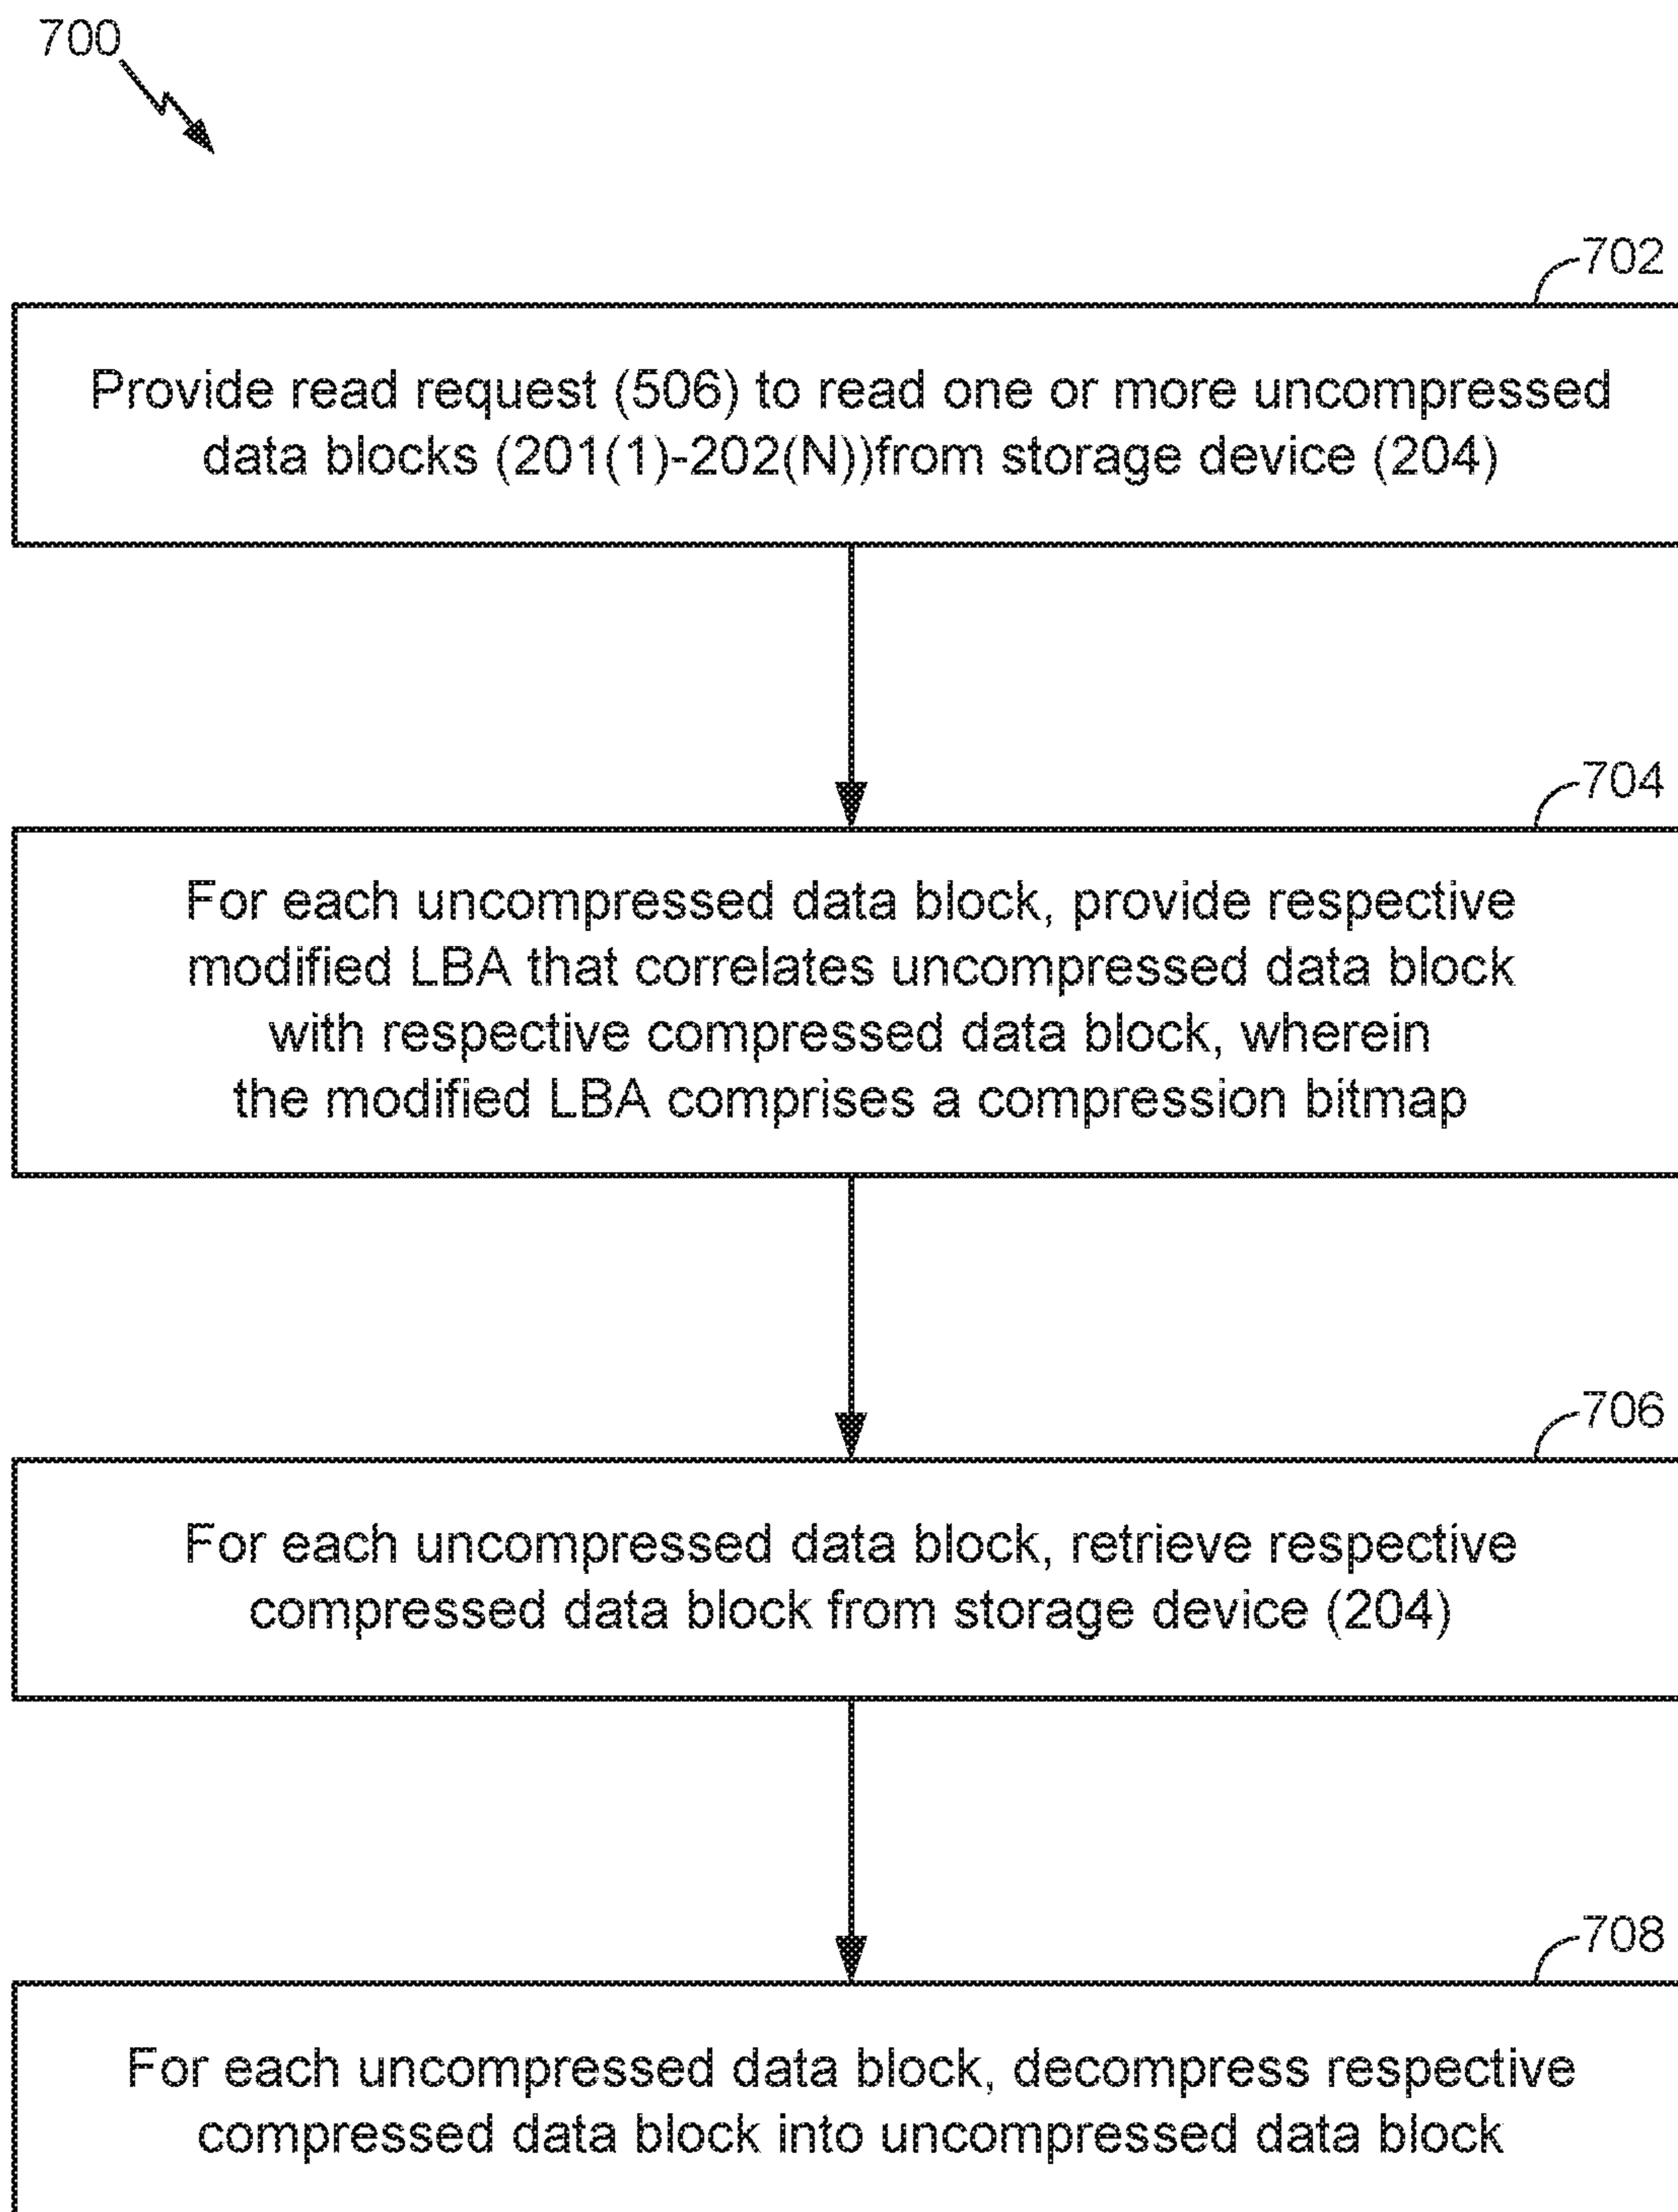 700
702
Provide read request (506) to read one or more uncompressed
data blocks (201(1)-202(N))from storage device (204)
704
For each uncompressed data block, provide respective
modified LBA that correlates uncompressed data block
with respective compressed data block, wherein
the modified LBA comprises a compression bitmap
706
For each uncompressed data block, retrieve respective
compressed data block from storage device (204)
708
For each uncompressed data block, decompress respective
compressed data block into uncompressed data block